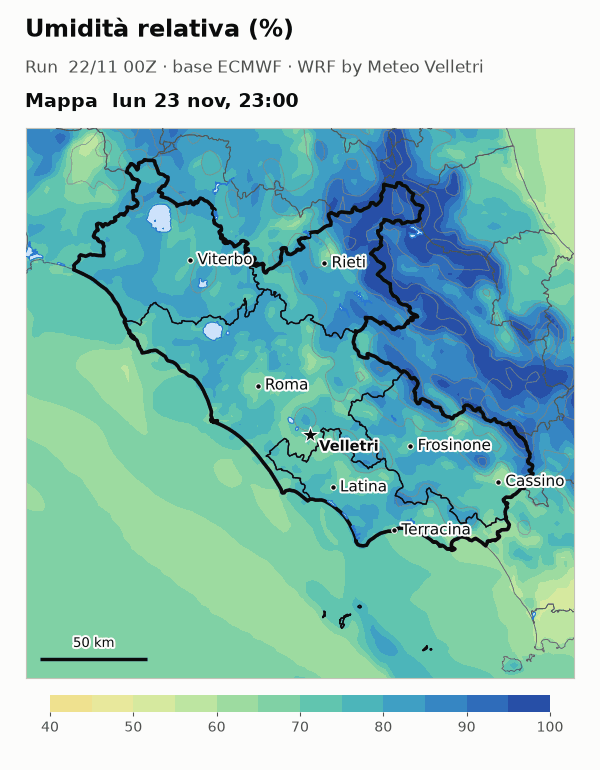 Umidità relativa (%)
Run  22/11 00Z · base ECMWF · WRF by Meteo Velletri
Mappa  lun 23 nov, 23:00
Viterbo
Rieti
Roma
Velletri
Frosinone
Cassino
Latina
Terracina
50 km
40 50 60 70 80 90 100